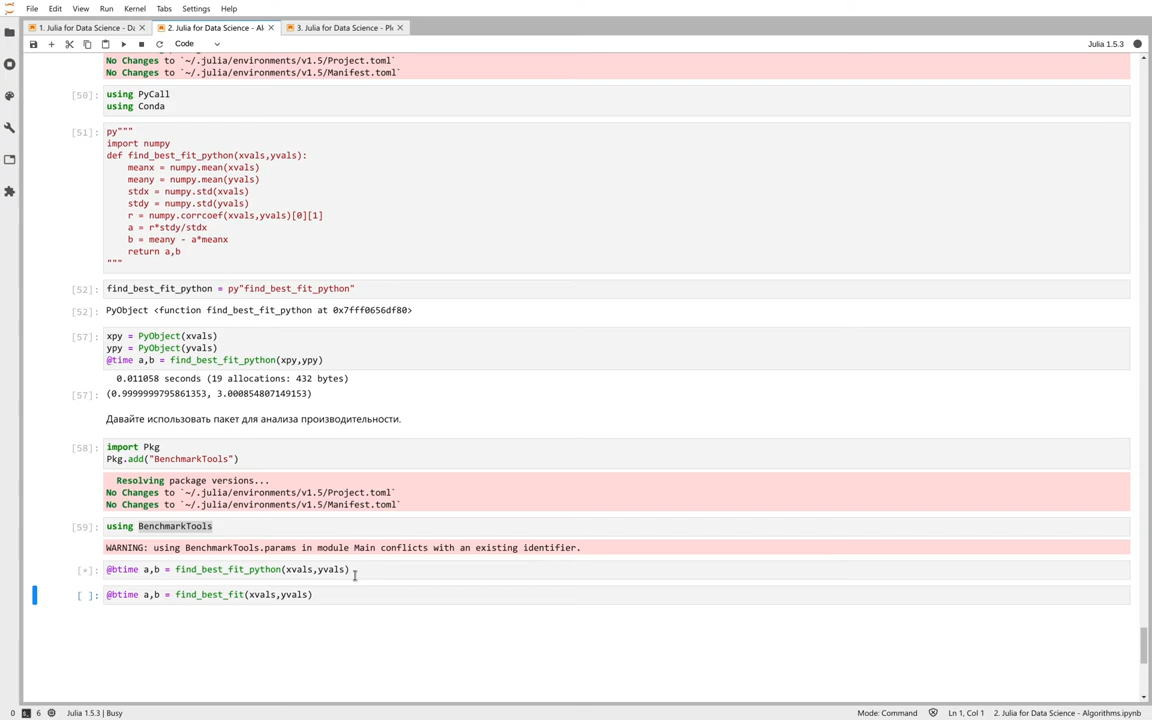 File Edit View Run Kernel Tabs Settings Help
1. Julia for Data Science - Da 2. Julia for Data Science - Al 3. Julia for Data Science - Plo
Code Julia 1.5.3
No Changes to `~/.julia/environments/v1.5/Project.toml`
No Changes to `~/.julia/environments/v1.5/Manifest.toml`
[50]: using PyCall
using Conda
[51]: py"""
import numpy
def find_best_fit_python(xvals,yvals):
meanx = numpy.mean(xvals)
meany = numpy.mean(yvals)
stdx = numpy.std(xvals)
stdy = numpy.std(yvals)
r = numpy.corrcoef(xvals,yvals)[0][1]
a = r*stdy/stdx
b = meany - a*meanx
return a,b
"""
[52]: find_best_fit_python = py"find_best_fit_python"
[52]: PyObject <function find_best_fit_python at 0x7fff0656df80>
[57]: xpy = PyObject(xvals)
ypy = PyObject(yvals)
@time a,b = find_best_fit_python(xpy,ypy)
0.011058 seconds (19 allocations: 432 bytes)
[57]: (0.9999999795861353, 3.000854807149153)
Давайте использовать пакет для анализа производительности.
[58]: import Pkg
Pkg.add("BenchmarkTools")
Resolving package versions...
No Changes to `~/.julia/environments/v1.5/Project.toml`
No Changes to `~/.julia/environments/v1.5/Manifest.toml`
[59]: using BenchmarkTools
WARNING: using BenchmarkTools.params in module Main conflicts with an existing identifier.
[*]: @btime a,b = find_best_fit_python(xvals,yvals)
[ ]: @btime a,b = find_best_fit(xvals,yvals)
0 6 Julia 1.5.3 | Busy Mode: Command Ln 1, Col 1 2. Julia for Data Science - Algorithms.ipynb